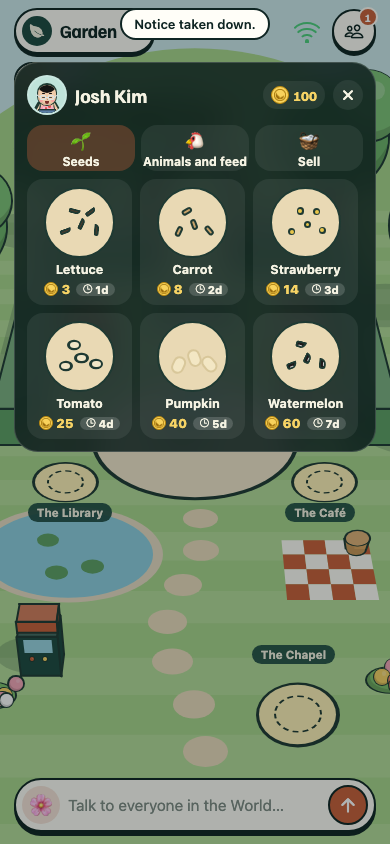 Garden
Notice taken down.
1
Josh Kim
100
Seeds
Animals and feed
Sell
Lettuce
3 1d
Carrot
8 2d
Strawberry
14 3d
Tomato
25 4d
Pumpkin
40 5d
Watermelon
60 7d
The Library
The Café
The Chapel
Talk to everyone in the World...